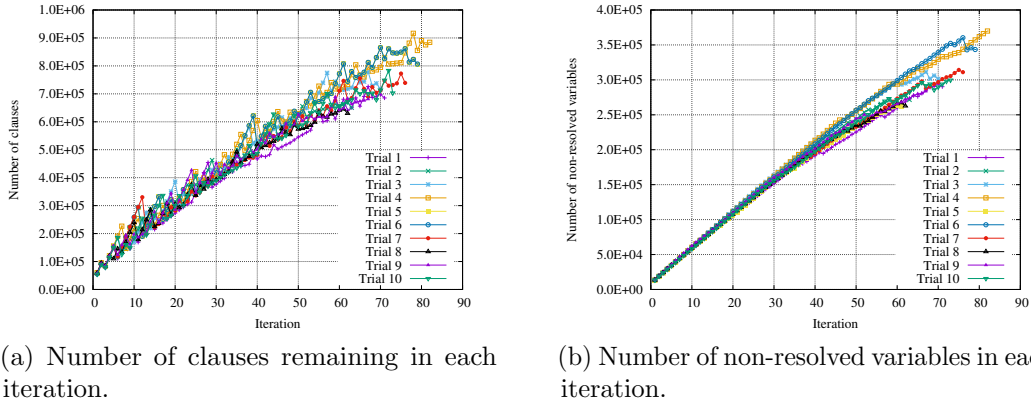 1.0E+06
9.0E+05
8.0E+05
7.0E+05
6.0E+05
5.0E+05
4.0E+05
3.0E+05
2.0E+05
1.0E+05
0.0E+00
Number of clauses
0 10 20 30 40 50 60 70 80 90
Iteration
Trial 1
Trial 2
Trial 3
Trial 4
Trial 5
Trial 6
Trial 7
Trial 8
Trial 9
Trial 10
(a) Number of clauses remaining in each
iteration.
4.0E+05
3.5E+05
3.0E+05
2.5E+05
2.0E+05
1.5E+05
1.0E+05
5.0E+04
0.0E+00
Number of non-resolved variables
0 10 20 30 40 50 60 70 80 90
Iteration
Trial 1
Trial 2
Trial 3
Trial 4
Trial 5
Trial 6
Trial 7
Trial 8
Trial 9
Trial 10
(b) Number of non-resolved variables in eac
iteration.